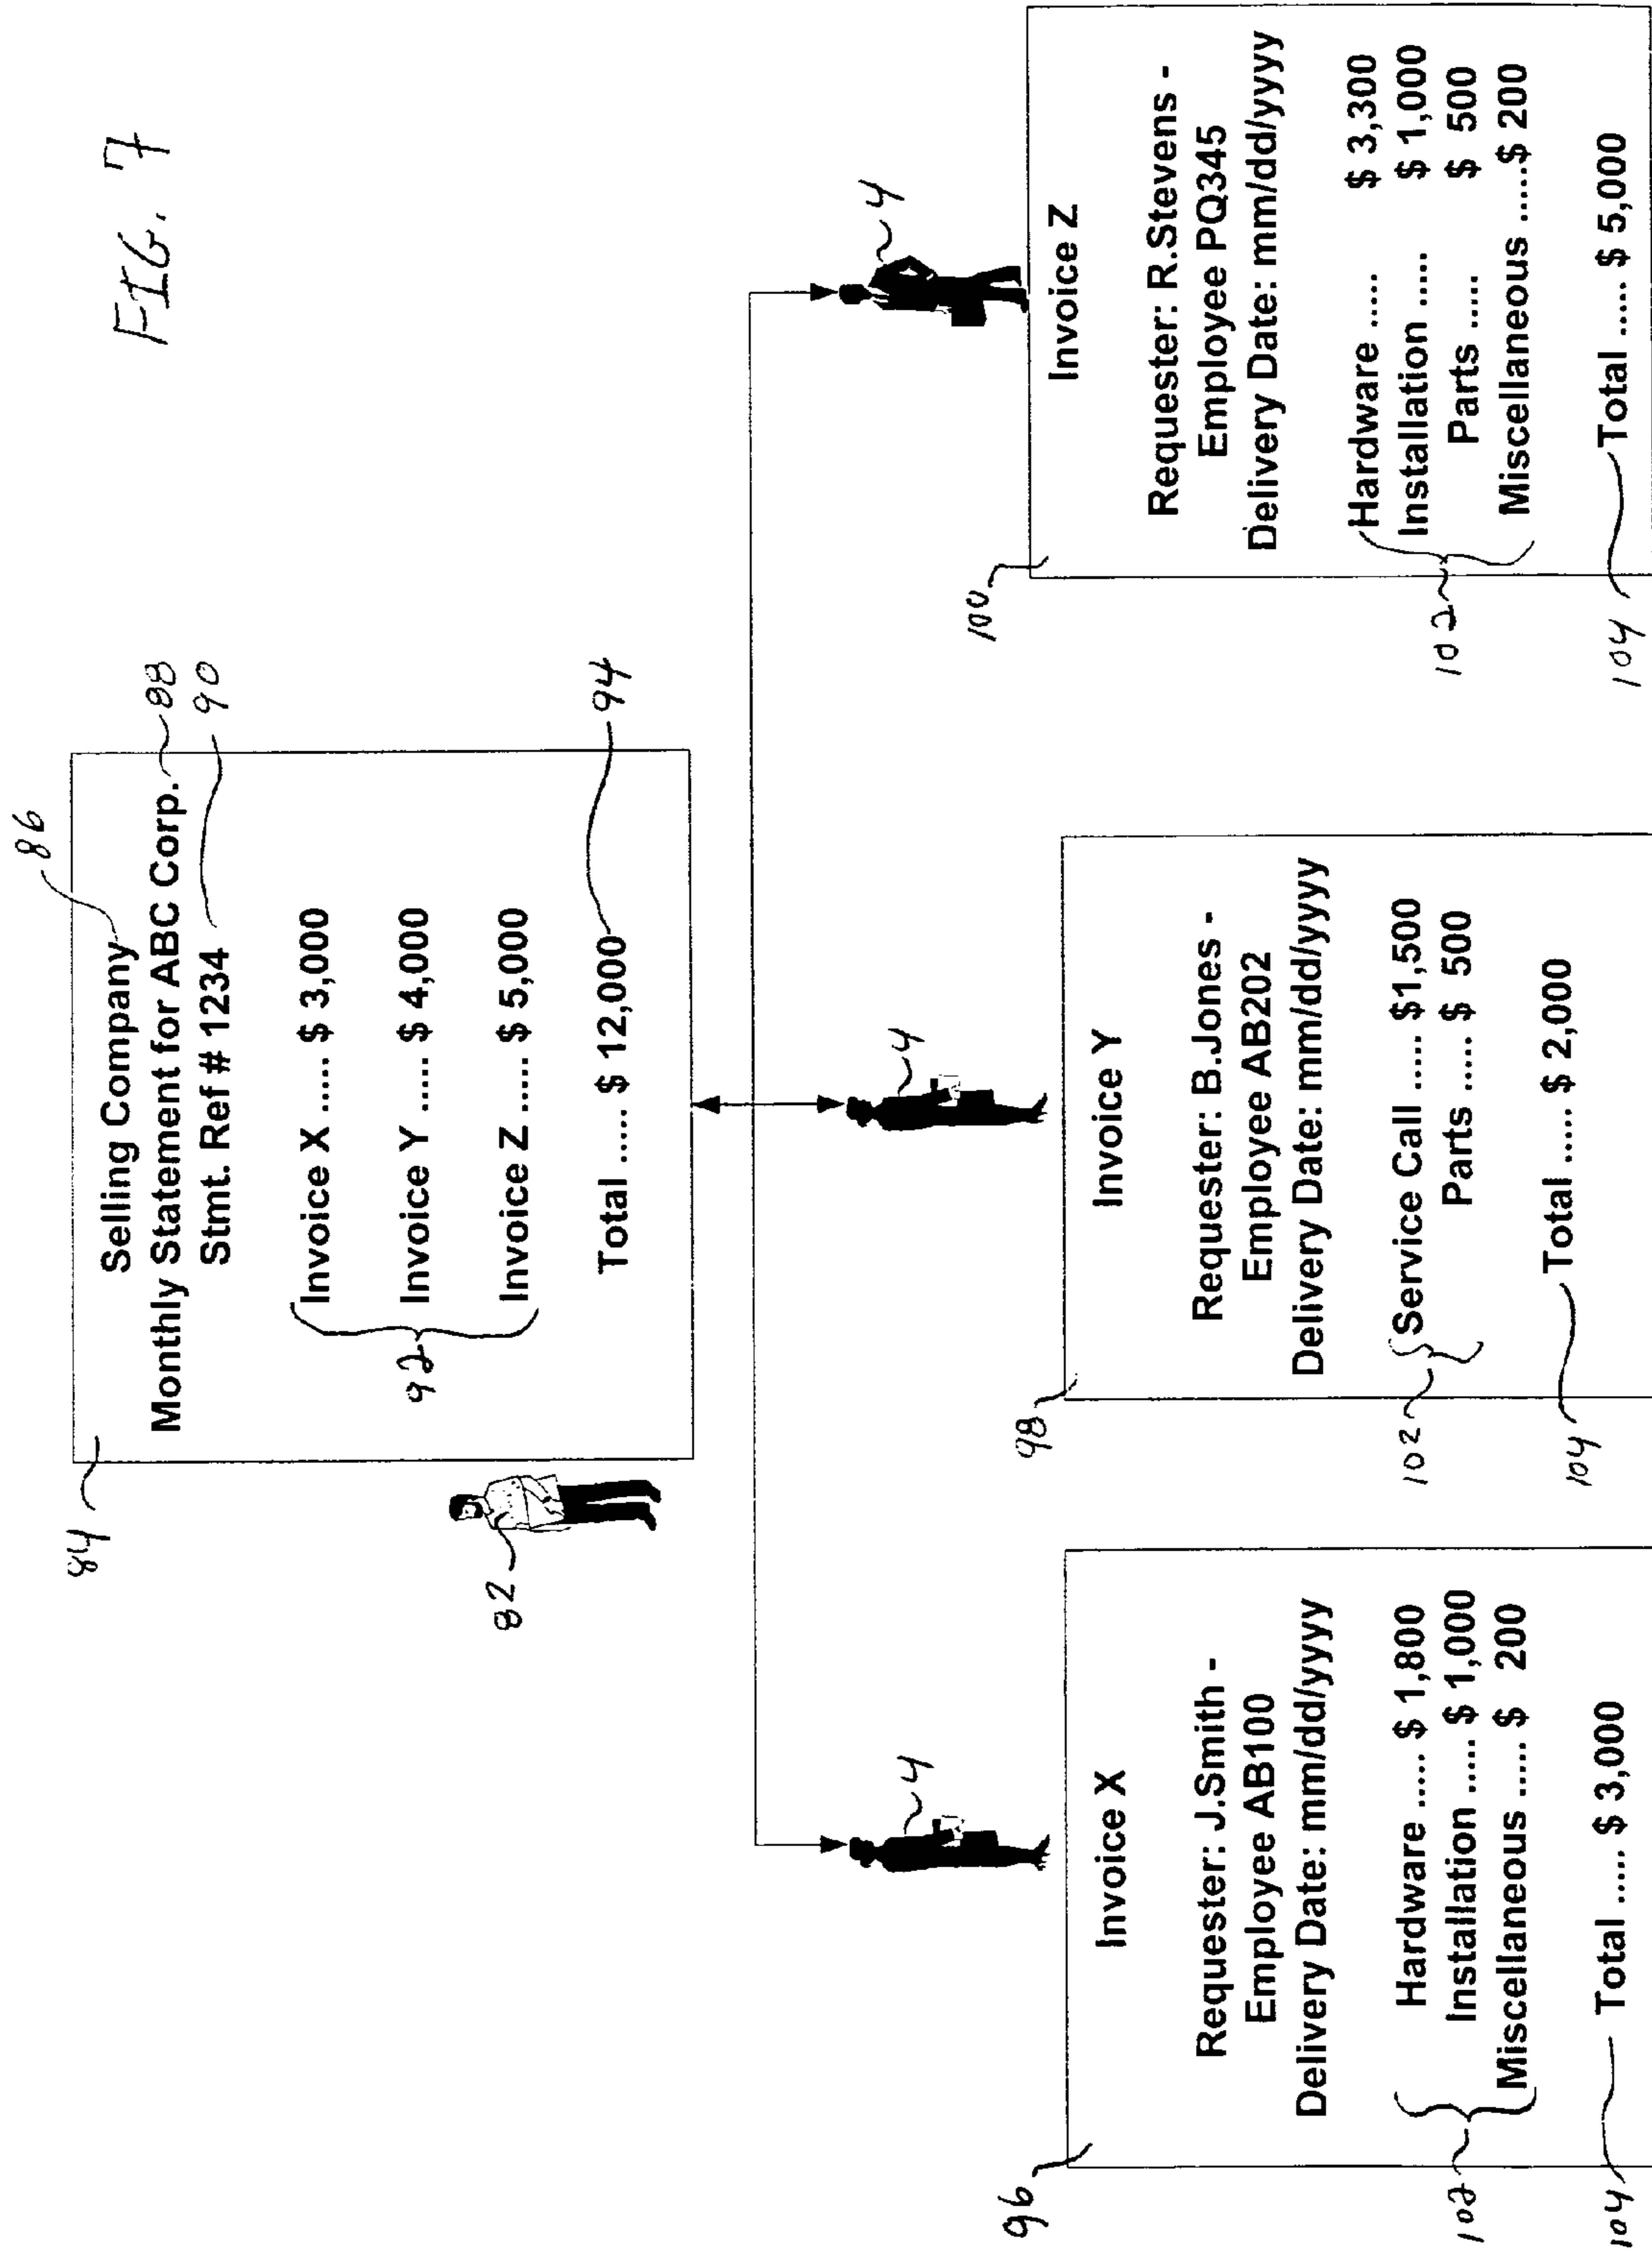 FIG. 7
86
84
Selling Company
Monthly Statement for ABC Corp.
88
Stmt. Ref # 1234
90
Invoice X ..... $ 3,000
Invoice Y ..... $ 4,000
Invoice Z ..... $ 5,000
92
Total ..... $ 12,000
94
82
4
4
4
96
Invoice X
Requester: J.Smith -
Employee AB100
Delivery Date: mm/dd/yyyy
Hardware ..... $ 1,800
Installation ..... $ 1,000
Miscellaneous ..... $ 200
102
Total ..... $ 3,000
104
98
Invoice Y
Requester: B.Jones -
Employee AB202
Delivery Date: mm/dd/yyyy
Service Call ..... $1,500
Parts ..... $ 500
102
Total ..... $ 2,000
104
100
Invoice Z
Requester: R.Stevens -
Employee PQ345
Delivery Date: mm/dd/yyyy
Hardware ..... $ 3,300
Installation ..... $ 1,000
Parts ..... $ 500
Miscellaneous .....$ 200
102
Total ..... $ 5,000
104